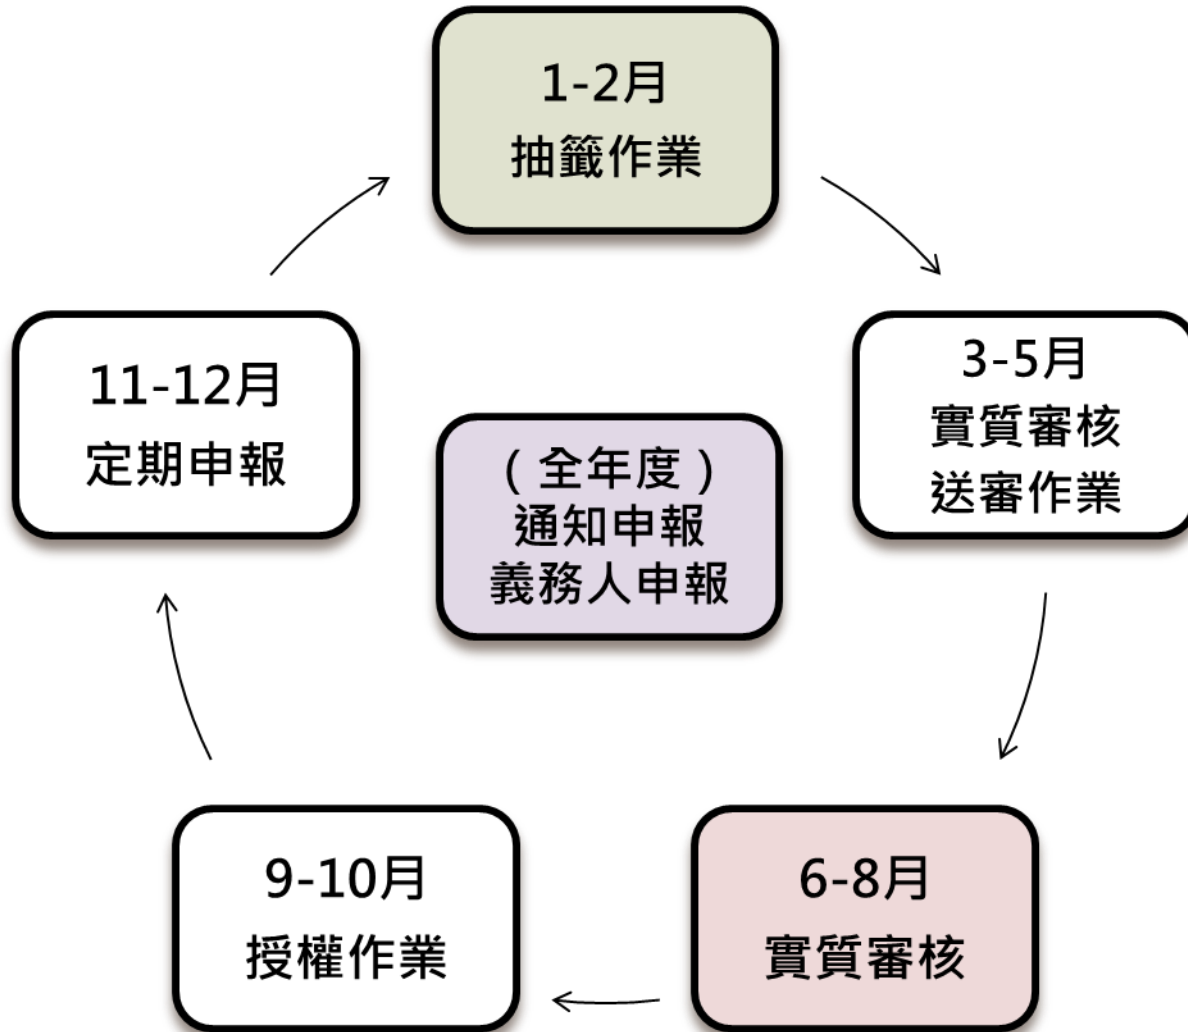 1-2月
抽籤作業
3-5月
實質審核
送審作業
6-8月
實質審核
9-10月
授權作業
11-12月
定期申報
（全年度）
通知申報
義務人申報